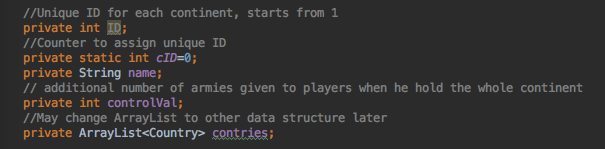 //Unique ID for each continent, starts from 1
private int ID;
//Counter to assign unique ID
private static int cID=0;
private String name;
// additional number of armies given to players when he hold the whole continent
private int controlVal;
//May change ArrayList to other data structure later
private ArrayList<Country> contries;